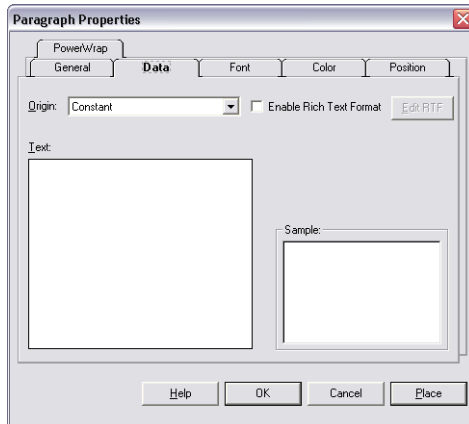 Paragraph Properties
PowerWrap
General Data Font Color Position
Origin: Constant Enable Rich Text Format Edit RTF
Text:
Sample:
Help OK Cancel Place